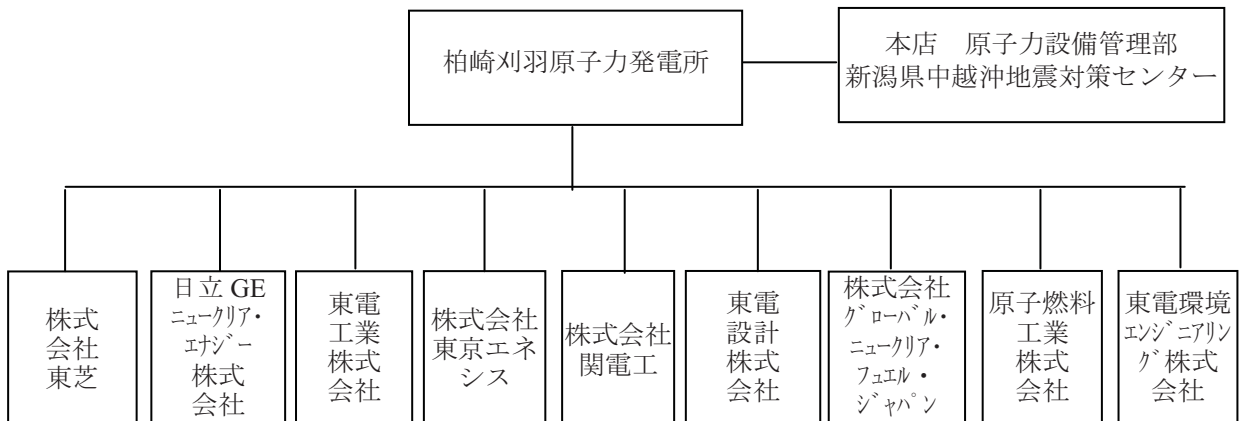 柏崎刈羽原子力発電所
本店　原子力設備管理部
新潟県中越沖地震対策センター
株式
会社
東芝
日立 GE
ニュークリア・
エナジー
株式
会社
東電
工業
株式
会社
株式会社
東京エネ
シス
株式会社
関電工
東電
設計
株式
会社
株式会社
グローバル・
ニュークリア・
フュエル・
ジャパン
原子燃料
工業
株式
会社
東電環境
エンジニアリン
グ株式
会社